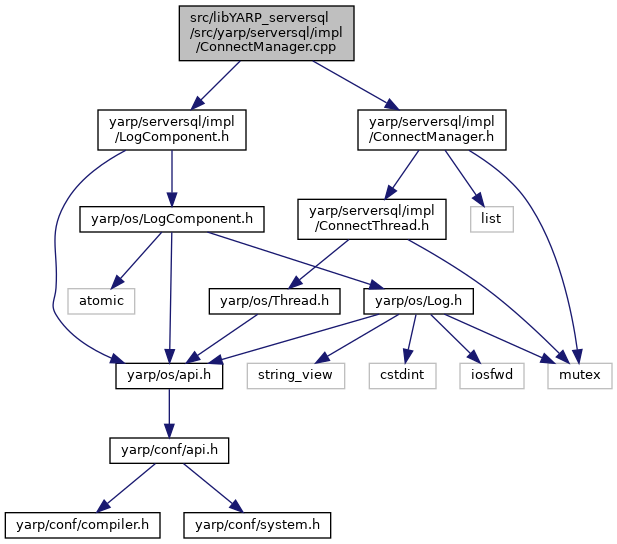 src/libYARP_serversql
/src/yarp/serversql/impl
/ConnectManager.cpp
yarp/serversql/impl
/LogComponent.h
yarp/serversql/impl
/ConnectManager.h
yarp/os/LogComponent.h
yarp/serversql/impl
/ConnectThread.h
list
atomic
yarp/os/Thread.h
yarp/os/Log.h
yarp/os/api.h
string_view
cstdint
iosfwd
mutex
yarp/conf/api.h
yarp/conf/compiler.h
yarp/conf/system.h